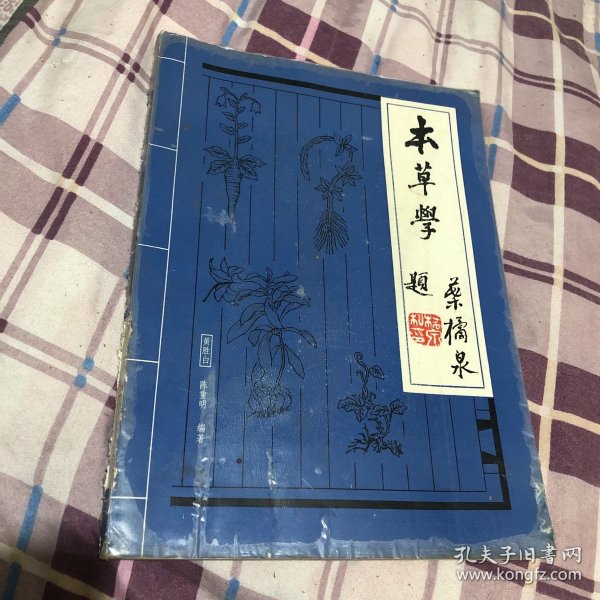 本草學
葉橘泉
題
黄胜白
陈重明 编著
孔夫子旧书网
www.kongfz.com